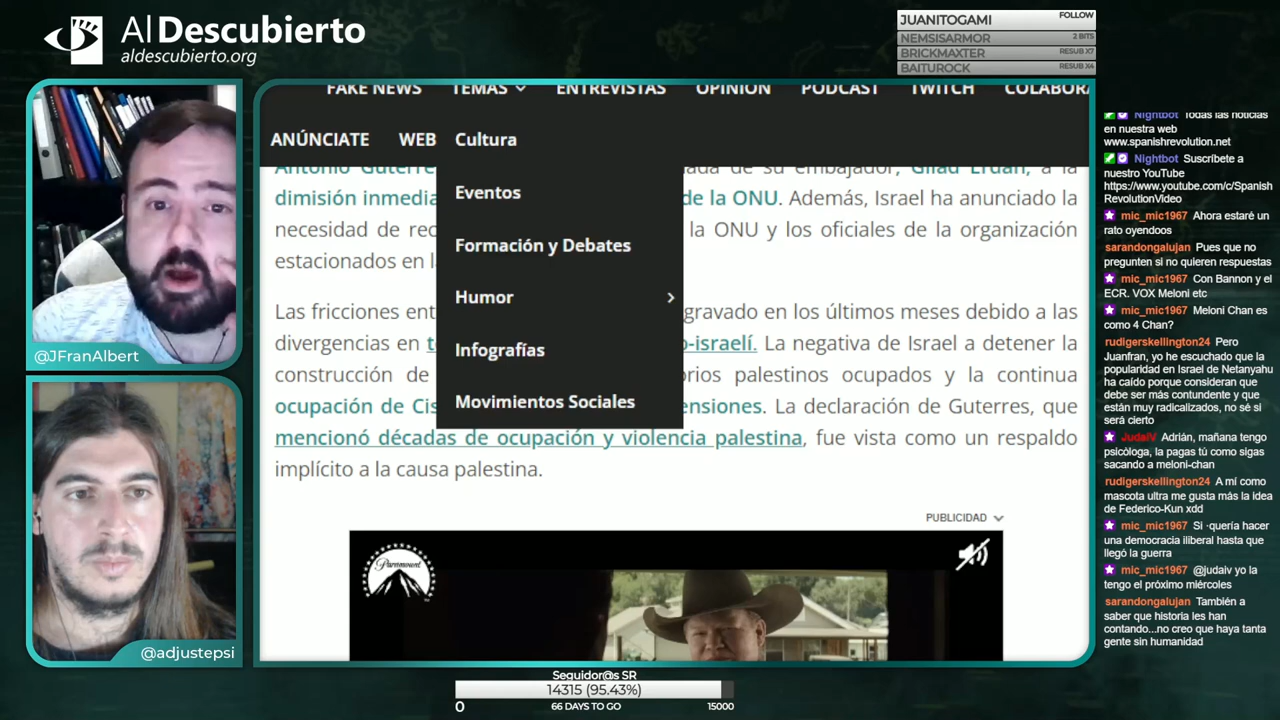 Al Descubierto
aldescubierto.org
JUANITOGAMI FOLLOW
NEMSISARMOR 2 BITS
BRICKMAXTER RESUB X7
BAITUROCK RESUB X4
@JFranAlbert
@adjustepsi
FAKE NEWS TEMAS ENTREVISTAS OPINIÓN PODCAST TWITCH COLABORA
ANÚNCIATE WEB
Cultura
Eventos
Formación y Debates
Humor
Infografías
Movimientos Sociales
Antonio Guterre ada de su embajador, Gilad Erdan, a la
dimisión inmedia de la ONU. Además, Israel ha anunciado la
necesidad de rec la ONU y los oficiales de la organización
estacionados en l
Las fricciones ent gravado en los últimos meses debido a las
divergencias en o-israelí. La negativa de Israel a detener la
construcción de orios palestinos ocupados y la continua
ocupación de Cis ensiones. La declaración de Guterres, que
mencionó décadas de ocupación y violencia palestina, fue vista como un respaldo
implícito a la causa palestina.
PUBLICIDAD
Paramount
Nightbot Todas las noticias
en nuestra web
www.spanishrevolution.net
Nightbot Suscríbete a
nuestro YouTube
https://www.youtube.com/c/Spanish
RevolutionVideo
mic_mic1967 Ahora estaré un
rato oyendoos
sarandongalujan Pues que no
pregunten si no quieren respuestas
mic_mic1967 Con Bannon y el
ECR. VOX Meloni etc
mic_mic1967 Meloni Chan es
como 4 Chan?
rudigerskellington24 Pero
Juanfran, yo he escuchado que la
popularidad en Israel de Netanyahu
ha caído porque consideran que
debe ser más contundente y que
están muy radicalizados, no sé si
será cierto
JudaiV Adrián, mañana tengo
psicóloga, la pagas tú como sigas
sacando a meloni-chan
rudigerskellington24 A mí como
mascota ultra me gusta más la idea
de Federico-Kun xdd
mic_mic1967 Si ·quería hacer
una democracia iliberal hasta que
llegó la guerra
mic_mic1967 @judaiv yo la
tengo el próximo miércoles
sarandongalujan También a
saber que historia les han
contando...no creo que haya tanta
gente sin humanidad
Seguidor@s SR
14315 (95.43%)
0 66 DAYS TO GO 15000